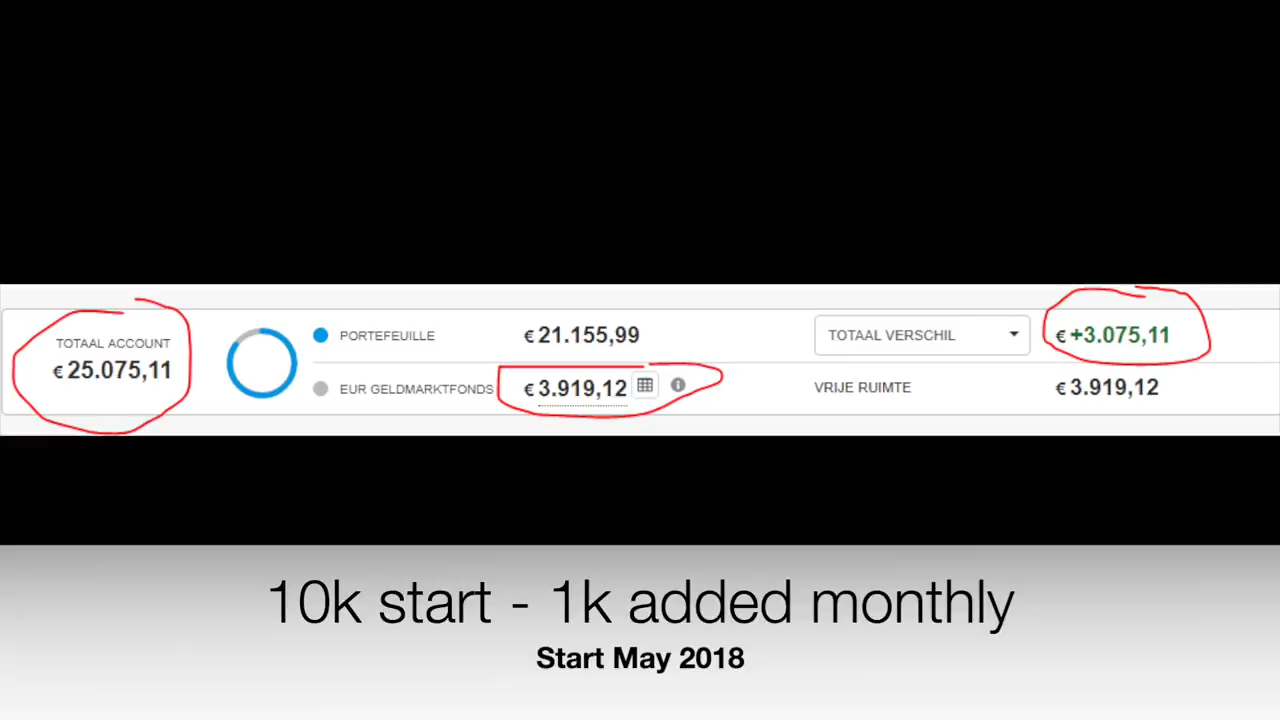 TOTAAL ACCOUNT
€ 25.075,11
PORTEFEUILLE € 21.155,99
EUR GELDMARKTFONDS € 3.919,12
TOTAAL VERSCHIL € +3.075,11
VRIJE RUIMTE € 3.919,12
10k start - 1k added monthly
Start May 2018